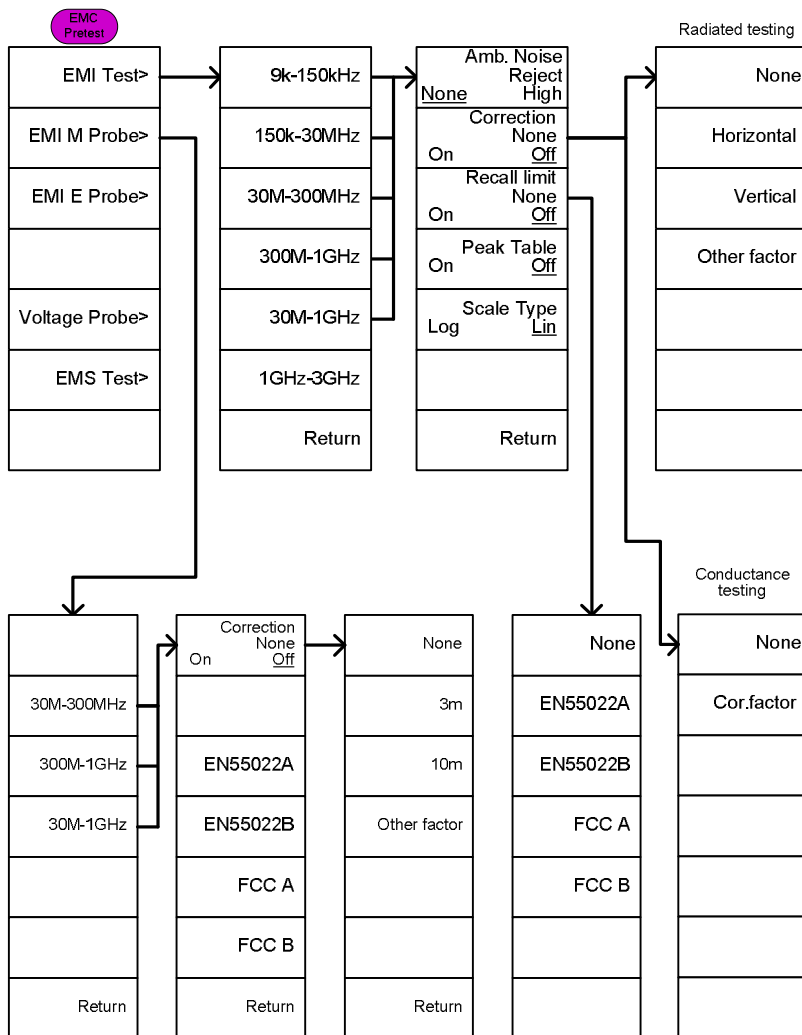 EMC
Pretest
EMI Test>
EMI M Probe>
EMI E Probe>
Voltage Probe>
EMS Test>
9k-150kHz
150k-30MHz
30M-300MHz
300M-1GHz
30M-1GHz
1GHz-3GHz
Return
Amb. Noise
Reject
None High
Correction
None
On Off
Recall limit
None
On Off
Peak Table
On Off
Scale Type
Log Lin
Return
Radiated testing
None
Horizontal
Vertical
Other factor
30M-300MHz
300M-1GHz
30M-1GHz
Return
Correction
None
On Off
EN55022A
EN55022B
FCC A
FCC B
Return
None
3m
10m
Other factor
Return
None
EN55022A
EN55022B
FCC A
FCC B
Conductance
testing
None
Cor.factor